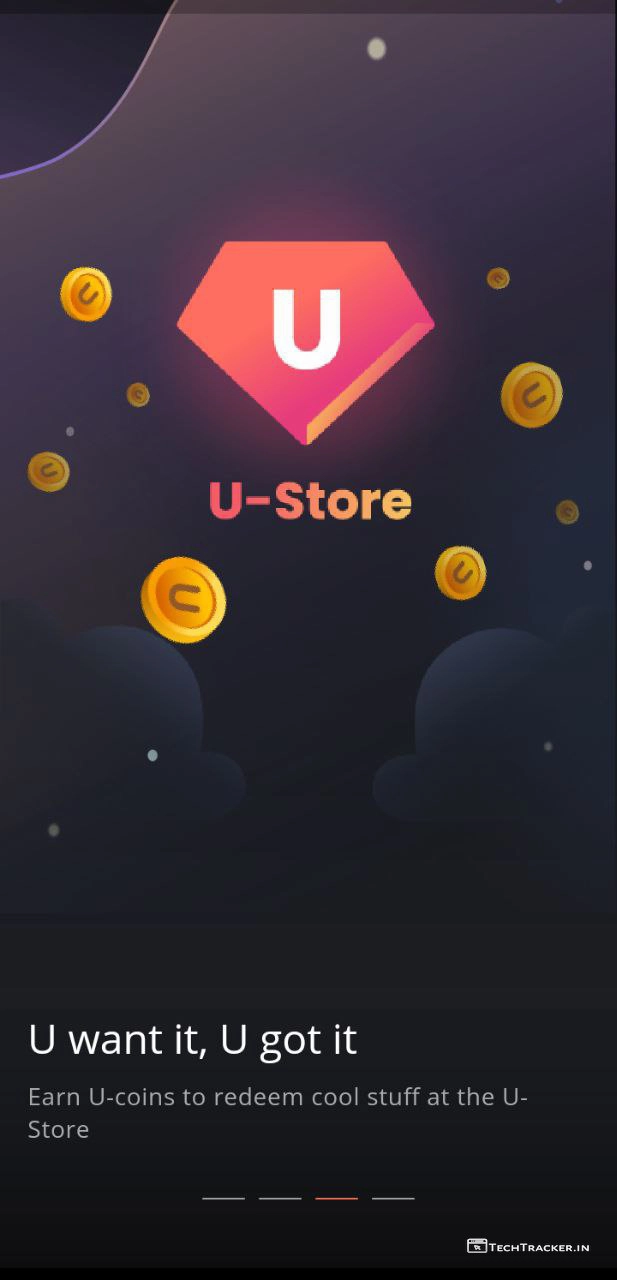 U
U-Store
U want it, U got it
Earn U-coins to redeem cool stuff at the U-
Store
TECHTRACKER.IN